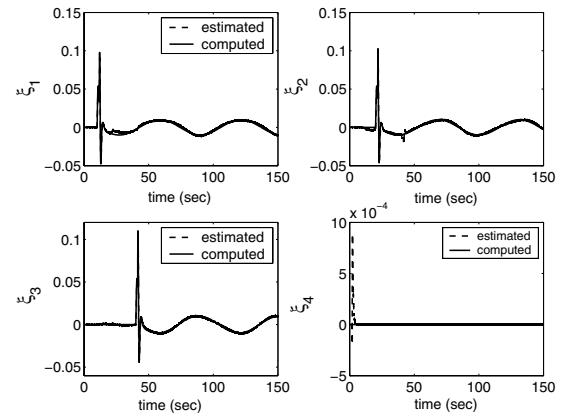 0.15
0.1
0.05
0
−0.05
ξ1
estimated
computed
0 50 100 150
time (sec)
0.15
0.1
0.05
0
−0.05
ξ2
0 50 100 150
time (sec)
0.1
0.05
0
−0.05
ξ3
estimated
computed
0 50 100 150
time (sec)
x 10−4
10
5
0
−5
ξ4
estimated
computed
0 50 100 150
time (sec)